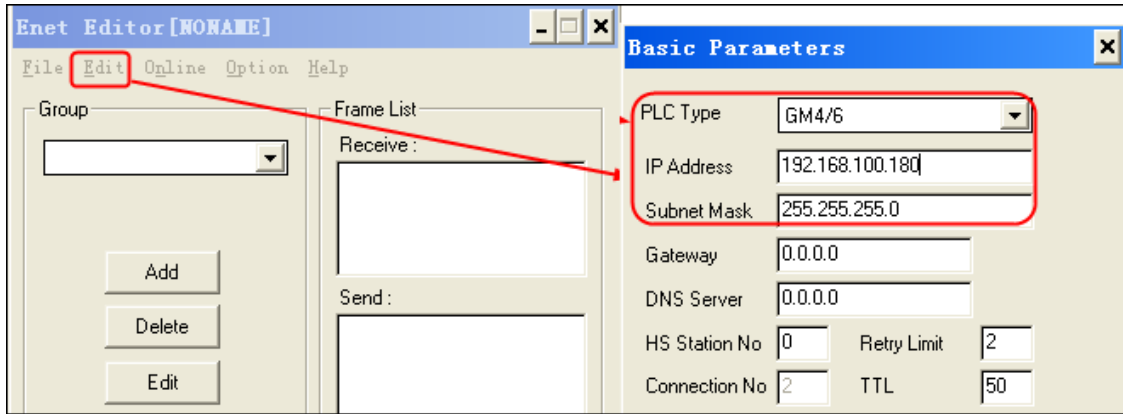 Enet Editor[NONAME]
File Edit Online Option Help
Group
Frame List
Receive :
Add
Delete
Edit
Send :
Basic Parameters
PLC Type GM4/6
IP Address 192.168.100.180
Subnet Mask 255.255.255.0
Gateway 0.0.0.0
DNS Server 0.0.0.0
HS Station No 0 Retry Limit 2
Connection No 2 TTL 50